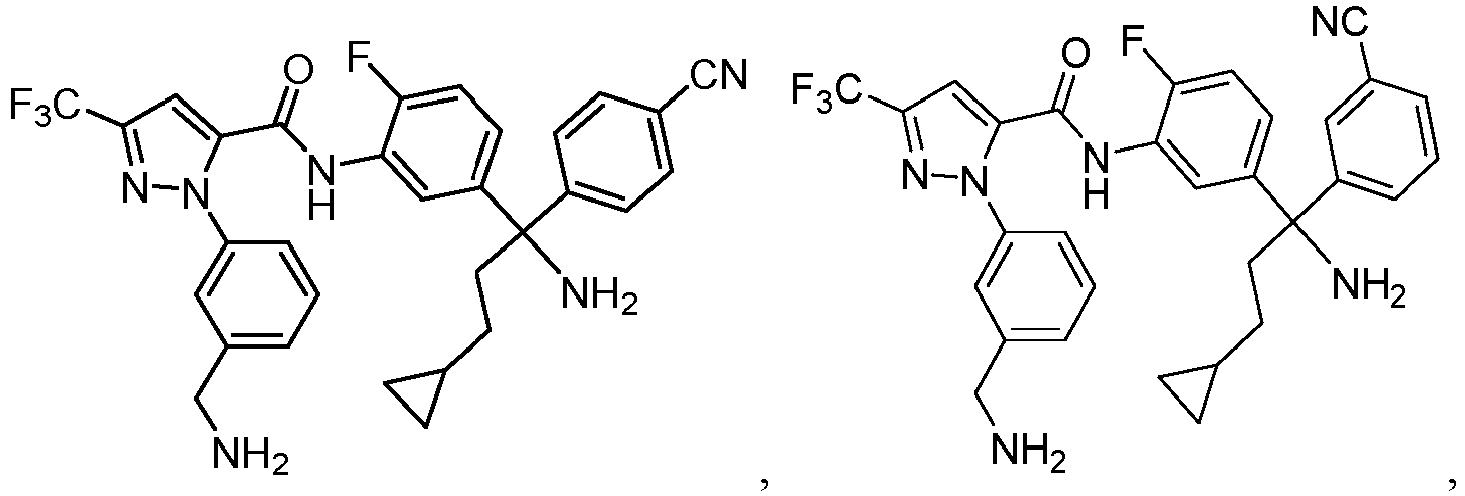 NC
O F CN O F
F3C F3C
N N N H N N N H
NH2 NH2
NH2 , NH2 ,